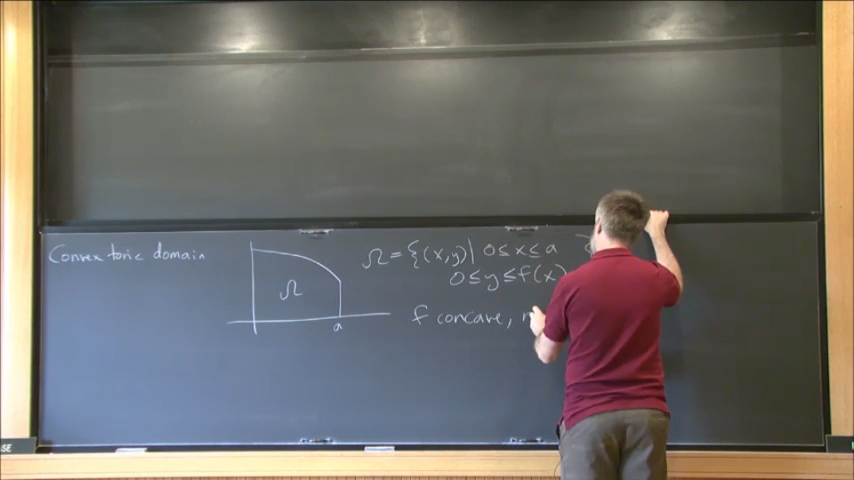 Convex toric domain
Ω
a
Ω = {(x,y) | 0 ≤ x ≤ a
0 ≤ y ≤ f(x)
f concave,